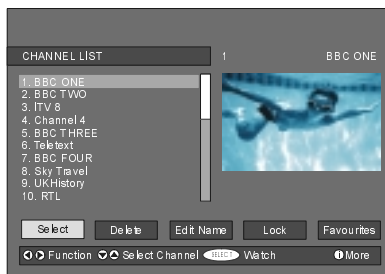 CHANNEL LIST 1 BBC ONE
1. BBC ONE
2. BBC TWO
3. ITV 8
4. Channel 4
5. BBC THREE
6. Teletext
7. BBC FOUR
8. Sky Travel
9. UKHistory
10. RTL
Select Delete Edit Name Lock Favourites
Function Select Channel SELECT Watch i More